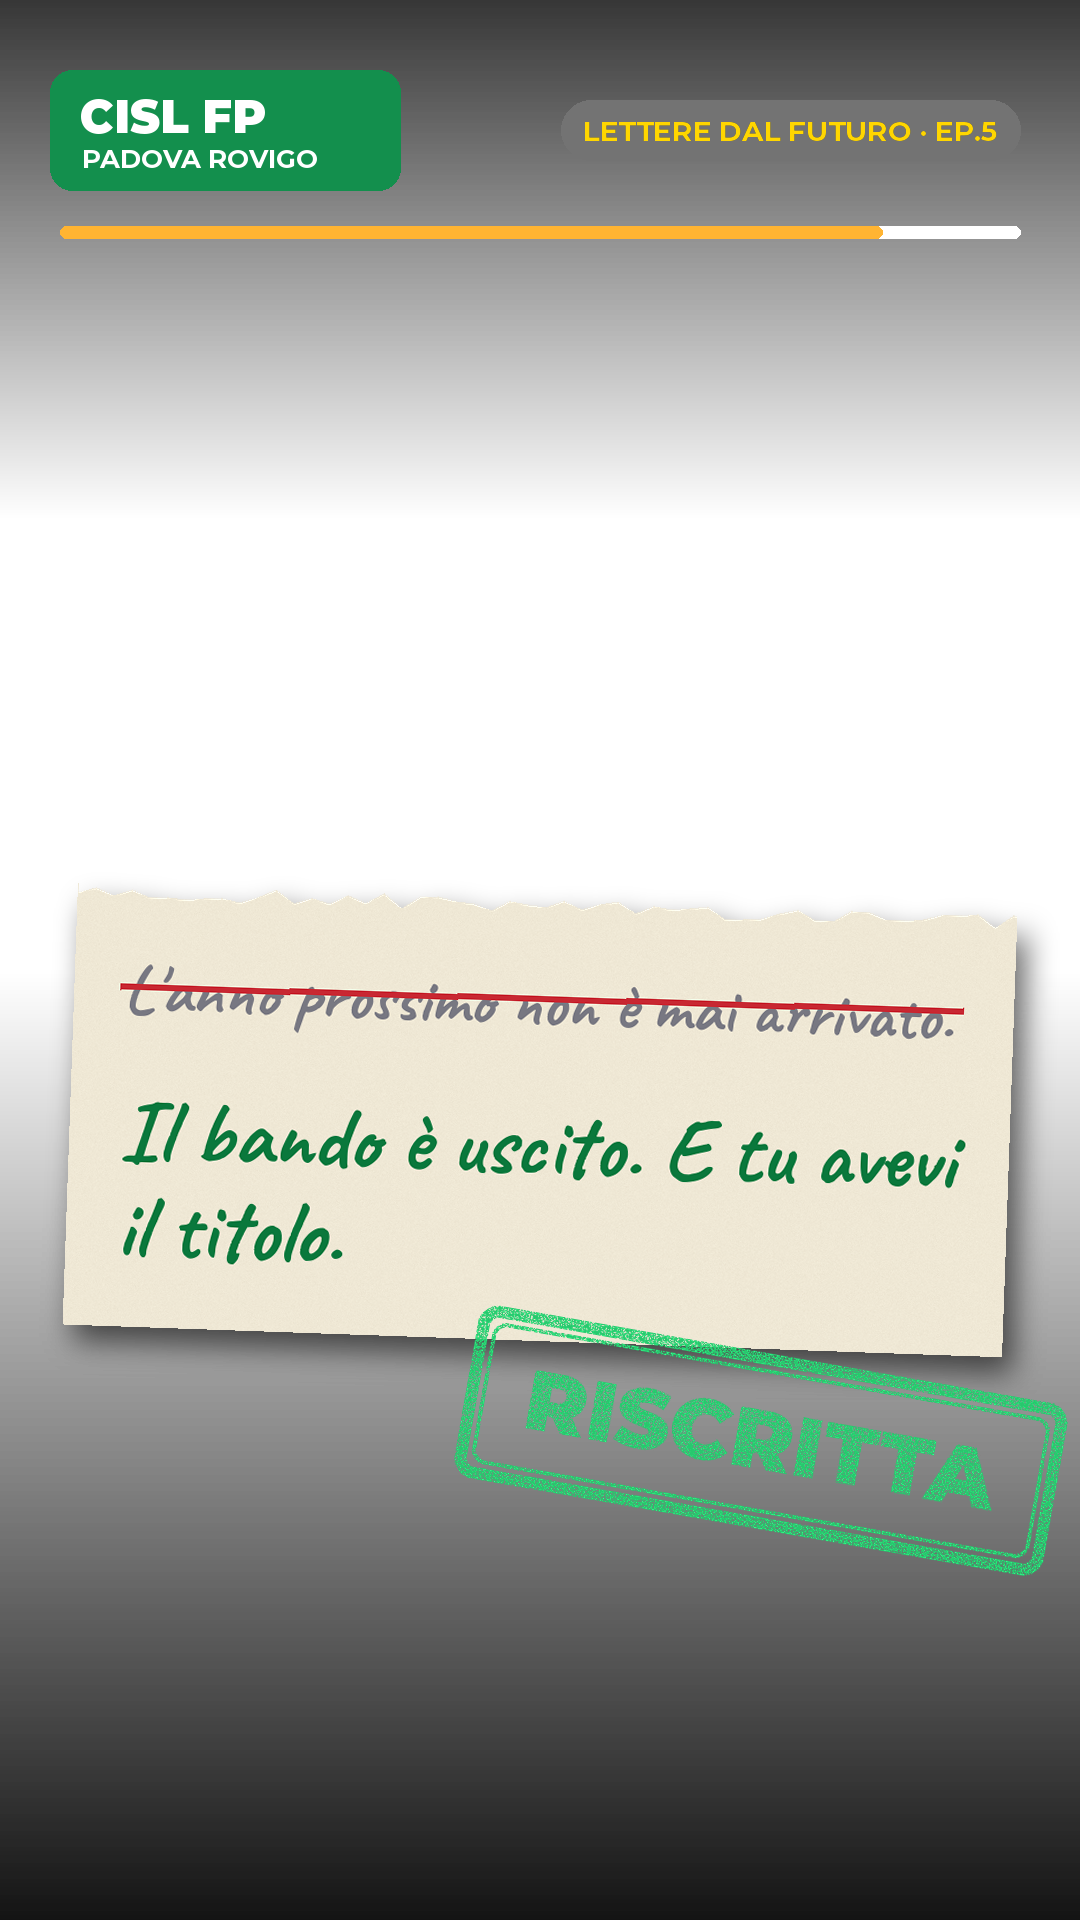 CISL FP
PADOVA ROVIGO
LETTERE DAL FUTURO · EP.5
L'anno prossimo non è mai arrivato.
Il bando è uscito. E tu avevi
il titolo.
RISCRITTA